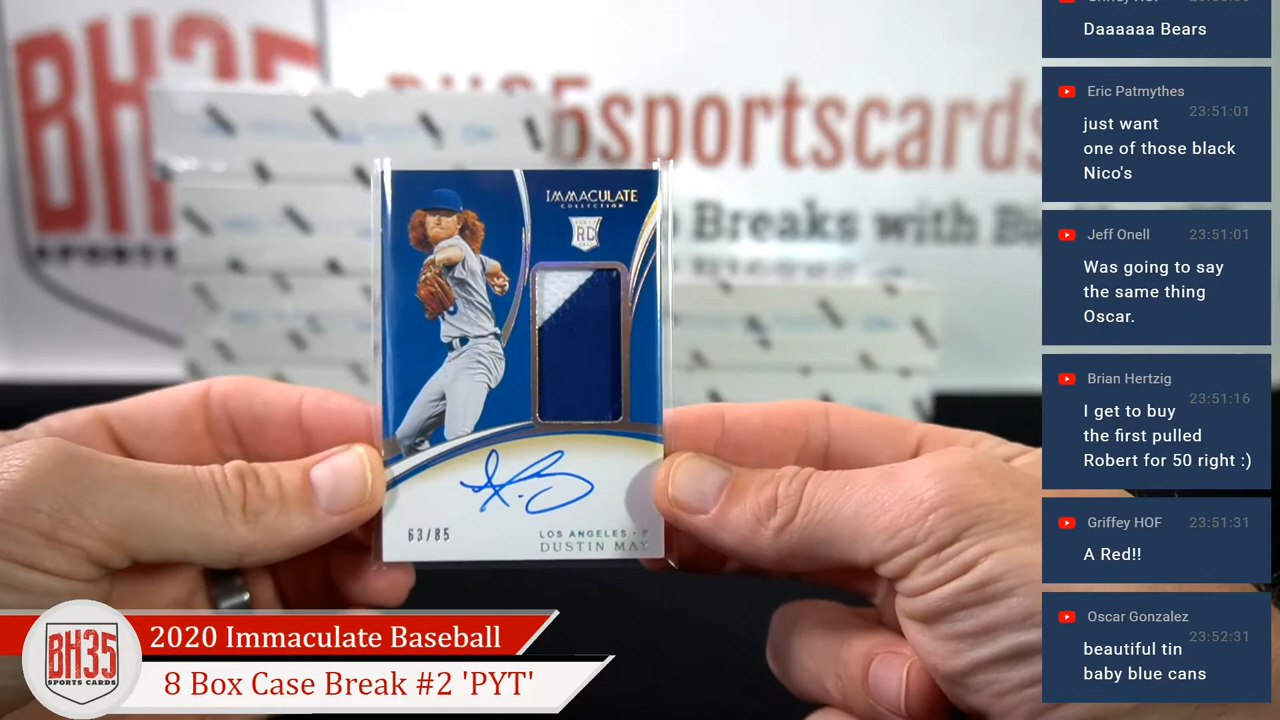 BH35
BH35sportscards
Breaks with
IMMACULATE
COLLECTION
RC
63/85
LOS ANGELES - P
DUSTIN MAY
BH35
SPORTS CARDS
2020 Immaculate Baseball
8 Box Case Break #2 'PYT'
Daaaaaa Bears
Eric Patmythes
23:51:01
just want
one of those black
Nico's
Jeff Onell 23:51:01
Was going to say
the same thing
Oscar.
Brian Hertzig
23:51:16
I get to buy
the first pulled
Robert for 50 right :)
Griffey HOF 23:51:31
A Red!!
Oscar Gonzalez
23:52:31
beautiful tin
baby blue cans